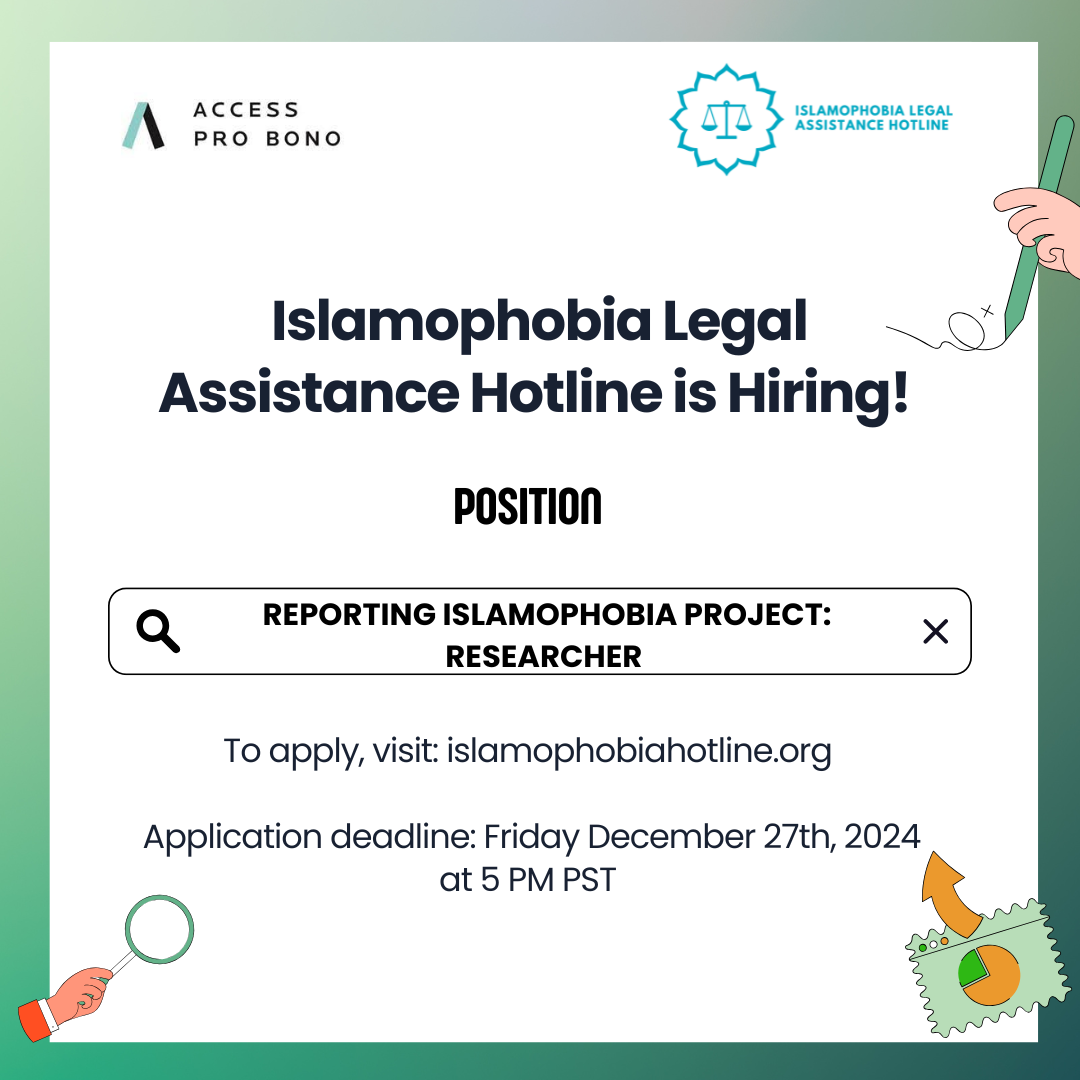 ACCESS
PRO BONO
ISLAMOPHOBIA LEGAL
ASSISTANCE HOTLINE
Islamophobia Legal
Assistance Hotline is Hiring!
POSITION
REPORTING ISLAMOPHOBIA PROJECT:
RESEARCHER
To apply, visit: islamophobiahotline.org
Application deadline: Friday December 27th, 2024
at 5 PM PST